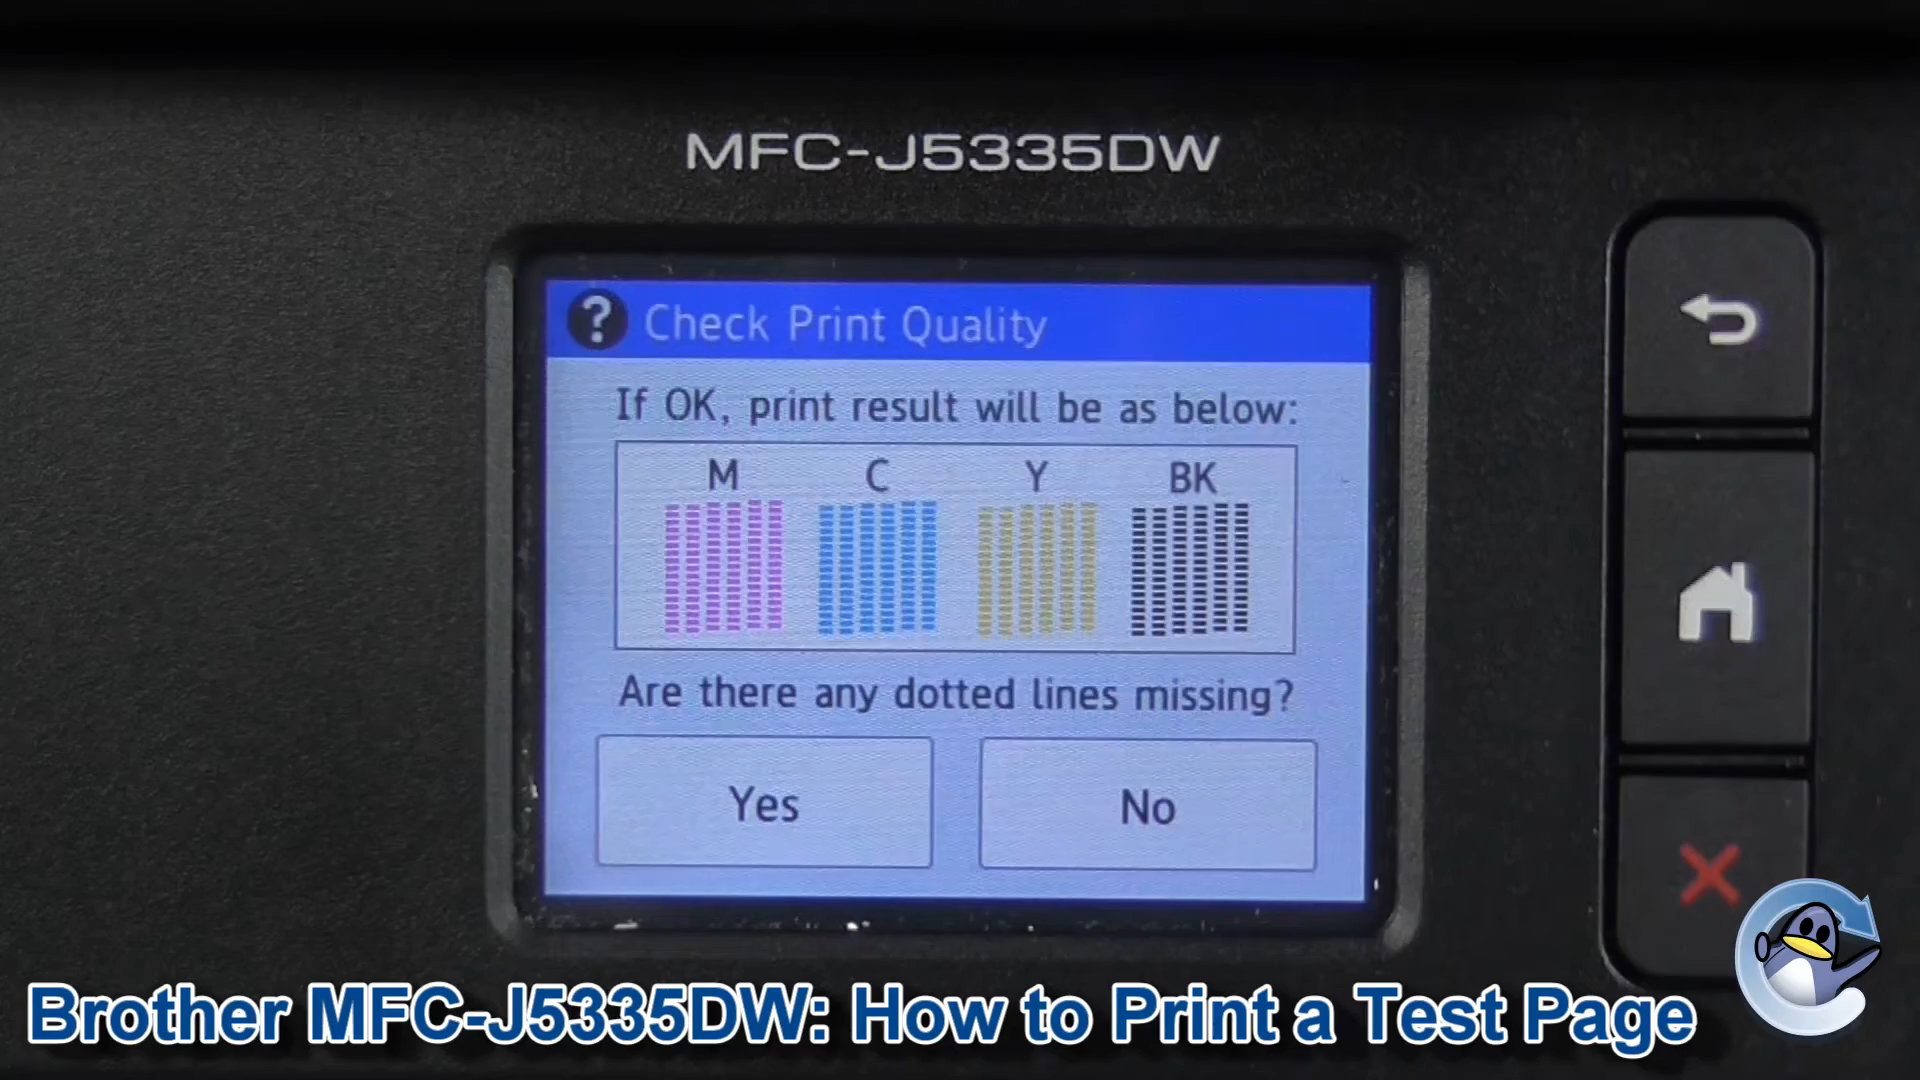 MFC-J5335DW
? Check Print Quality
If OK, print result will be as below:
M C Y BK
Are there any dotted lines missing?
Yes No
Brother MFC-J5335DW: How to Print a Test Page